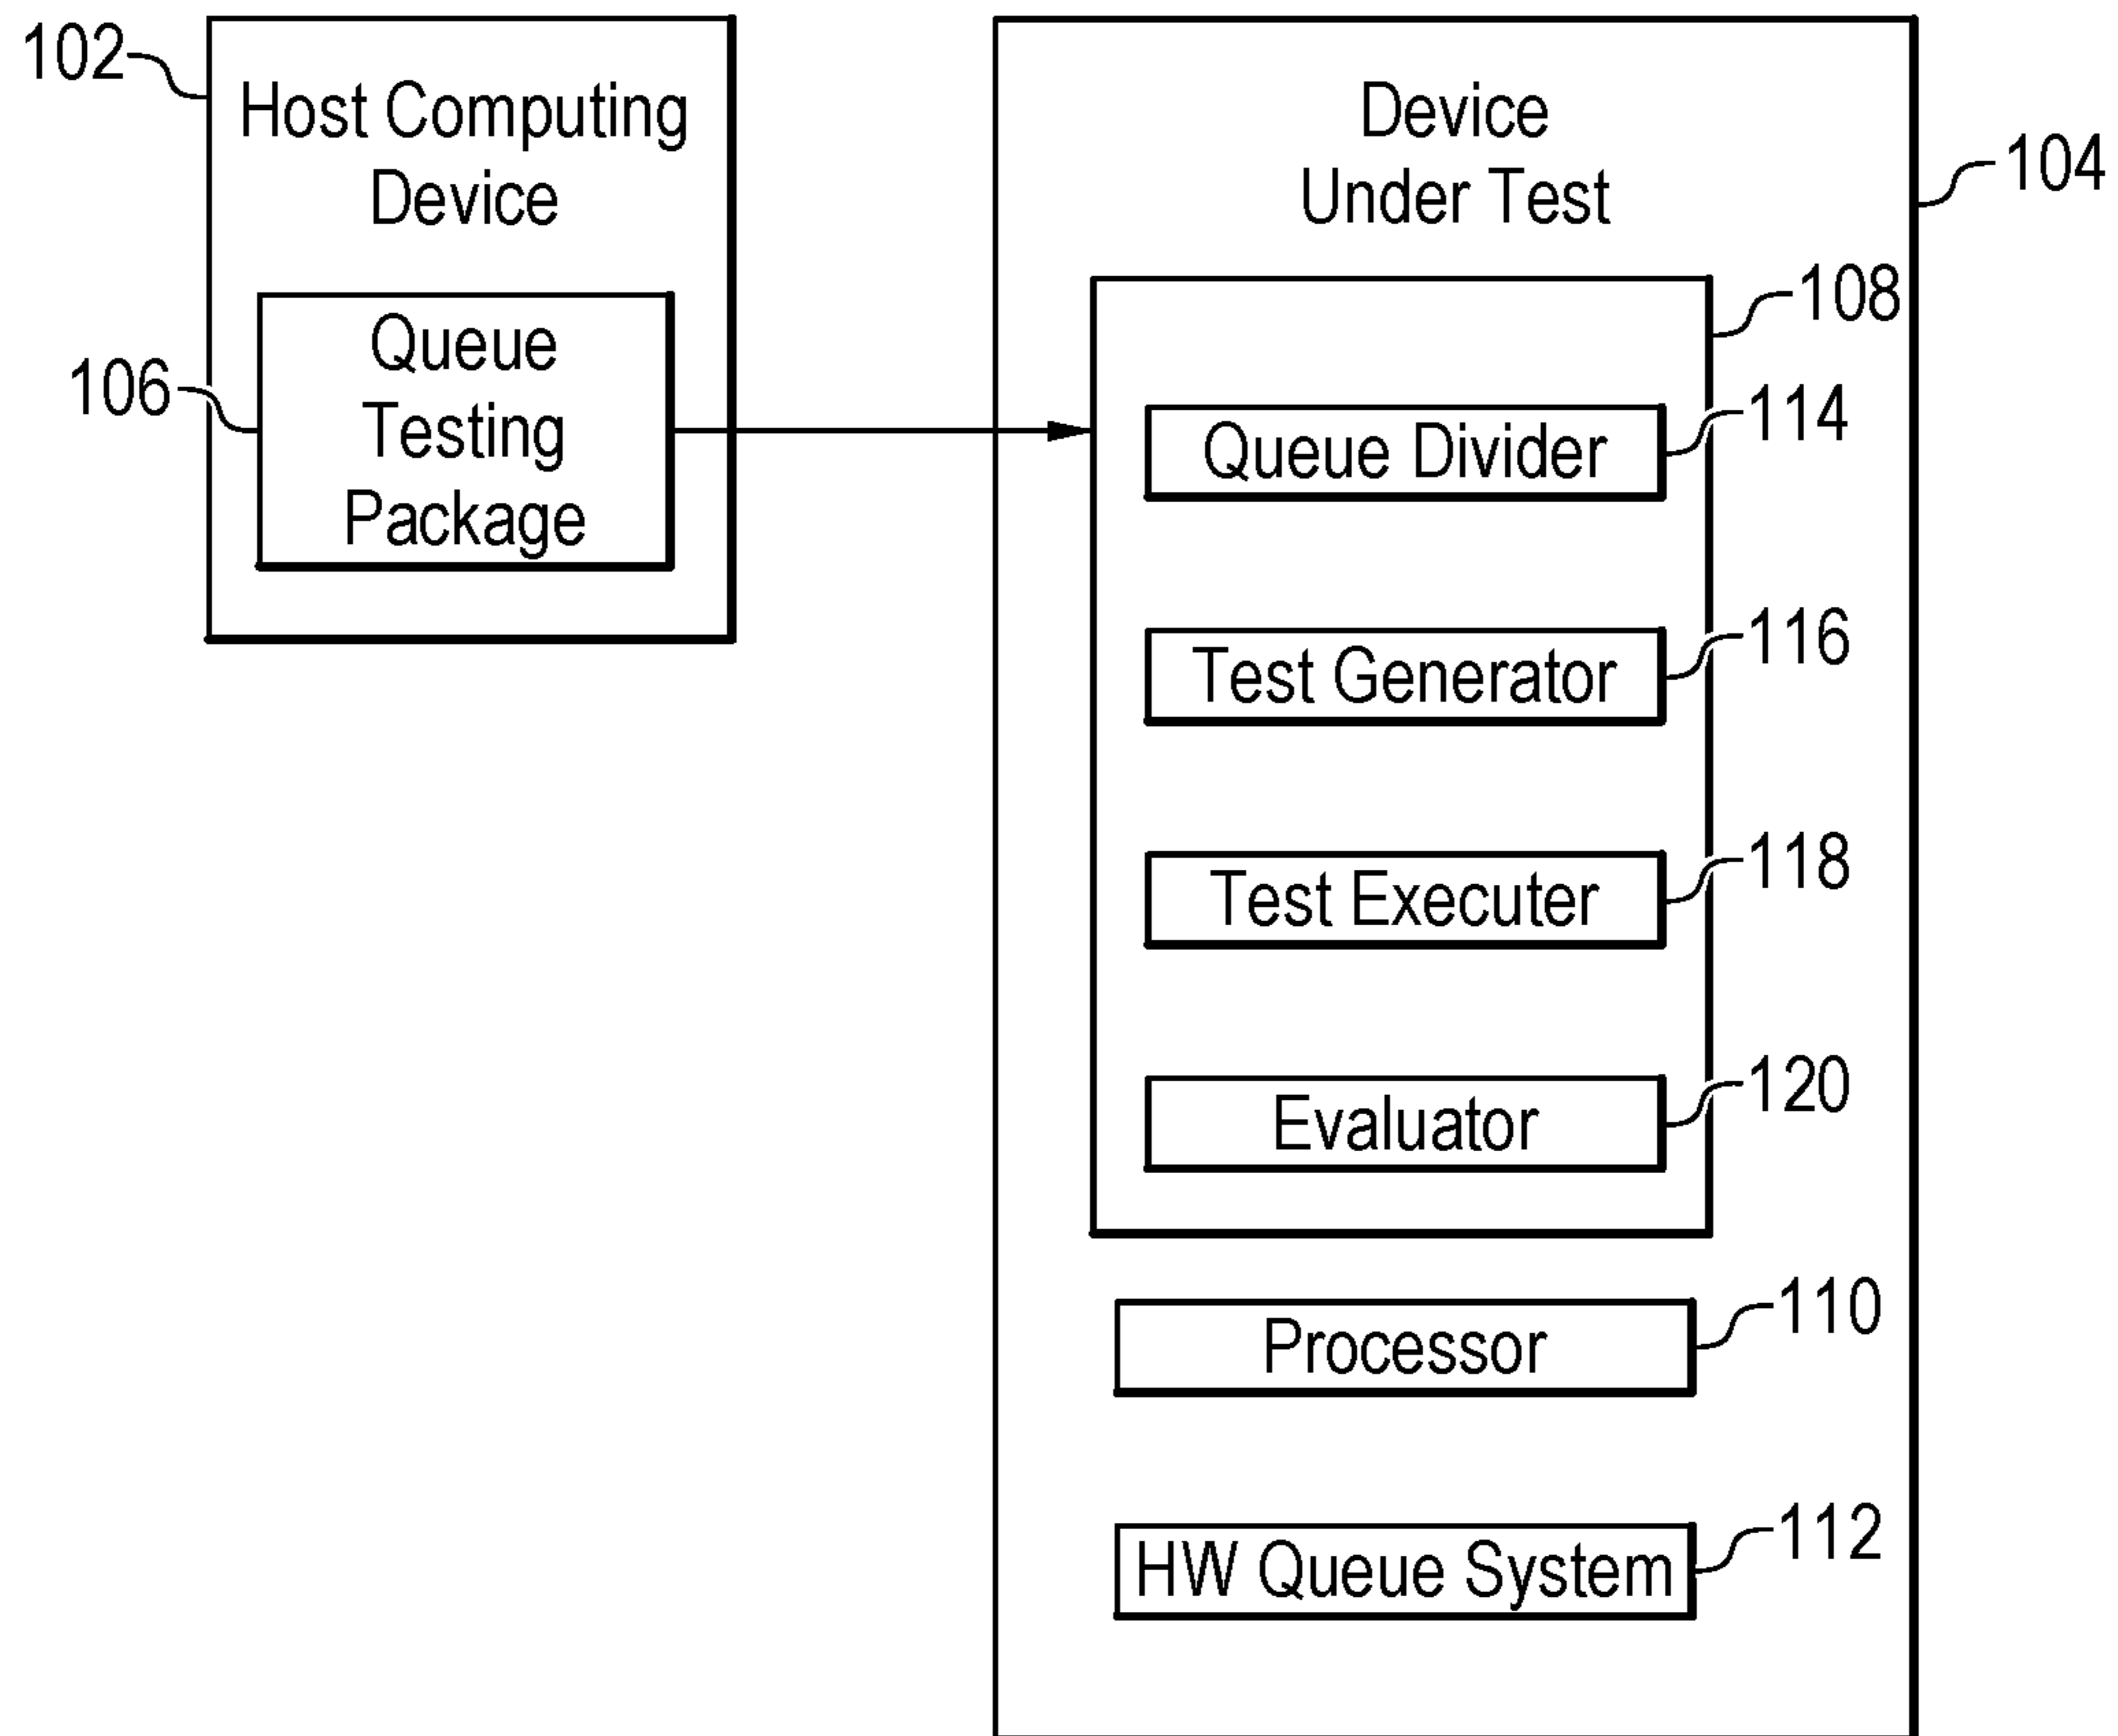 102
Host Computing
Device
106
Queue
Testing
Package
Device
Under Test
104
108
Queue Divider
114
Test Generator
116
Test Executer
118
Evaluator
120
Processor
110
HW Queue System
112